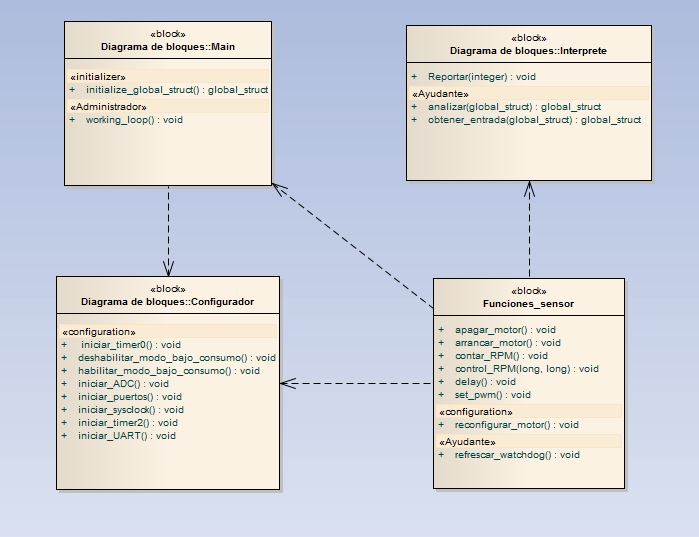 «block»
Diagrama de bloques::Main
«initializer»
+ initialize_global_struct() : global_struct
«Administrador»
+ working_loop() : void
«block»
Diagrama de bloques::Interprete
+ Reportar(integer) : void
«Ayudante»
+ analizar(global_struct) : global_struct
+ obtener_entrada(global_struct) : global_struct
«block»
Diagrama de bloques::Configurador
«configuration»
+ iniciar_timer0() : void
+ deshabilitar_modo_bajo_consumo() : void
+ habilitar_modo_bajo_consumo() : void
+ iniciar_ADC() : void
+ iniciar_puertos() : void
+ iniciar_sysclock() : void
+ iniciar_timer2() : void
+ iniciar_UART() : void
«block»
Funciones_sensor
+ apagar_motor() : void
+ arrancar_motor() : void
+ contar_RPM() : void
+ control_RPM(long, long) : void
+ delay() : void
+ set_pwm() : void
«configuration»
+ reconfigurar_motor() : void
«Ayudante»
+ refrescar_watchdog() : void